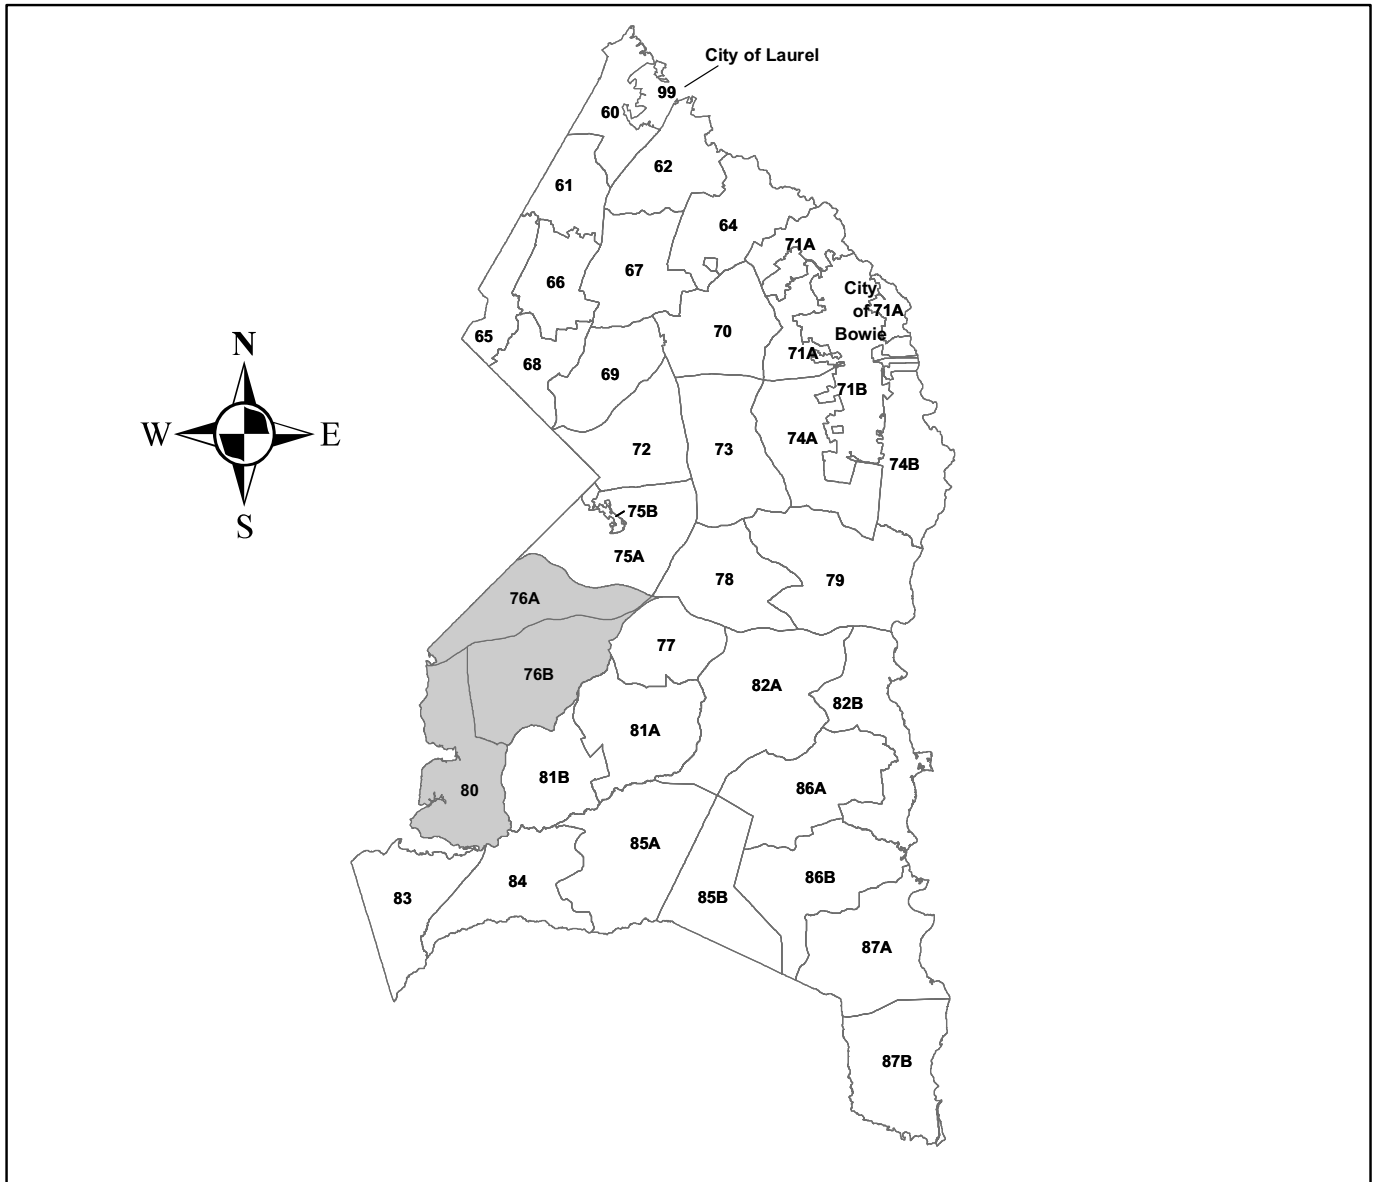 City of Laurel
99
60
62
61
64
71A
67
66
City
of 71A
Bowie
N
65
70
68
71A
69
71B
W
E
74A
72
73
74B
75B
S
75A
78
79
76A
77
76B
82A
82B
81A
81B
86A
80
85A
86B
84
85B
83
87A
87B